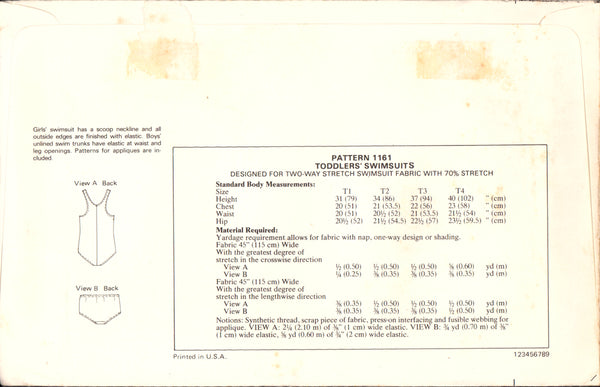 Girls' swimsuit has a scoop neckline and all
outside edges are finished with elastic. Boys'
unlined swim trunks have elastic at waist and
leg openings. Patterns for appliques are in-
cluded.
View A Back
View B Back
PATTERN 1161
TODDLERS' SWIMSUITS
DESIGNED FOR TWO-WAY STRETCH SWIMSUIT FABRIC WITH 70% STRETCH
Standard Body Measurements:
Size T1 T2 T3 T4
Height 31 (79) 34 (86) 37 (94) 40 (102) " (cm)
Chest 20 (51) 21 (53.5) 22 (56) 23 (58) " (cm)
Waist 20 (51) 20½ (52) 21 (53.5) 21½ (54) " (cm)
Hip 20½ (52) 21½ (54.5) 22½ (57) 23½ (59.5) " (cm)
Material Required:
Yardage requirement allows for fabric with nap, one-way design or shading.
Fabric 45" (115 cm) Wide
With the greatest degree of
stretch in the crosswise direction
View A ½ (0.50) ½ (0.50) ½ (0.50) ⅝ (0.60) yd (m)
View B ¼ (0.25) ⅜ (0.35) ⅜ (0.35) ⅜ (0.35) yd (m)
Fabric 45" (115 cm) Wide
With the greatest degree of
stretch in the lengthwise direction
View A ⅜ (0.35) ½ (0.50) ½ (0.50) ½ (0.50) yd (m)
View B ⅜ (0.35) ⅜ (0.35) ⅜ (0.35) ⅜ (0.35) yd (m)
Notions: Synthetic thread, scrap piece of fabric, press-on interfacing and fusible webbing for
applique. VIEW A: 2¼ (2.10 m) of ⅜" (1 cm) wide elastic. VIEW B: ¾ yd (0.70 m) of ⅜"
(1 cm) wide elastic, ⅝ yd (0.60 m) of ¾" (2 cm) wide elastic.
Printed in U.S.A.
123456789